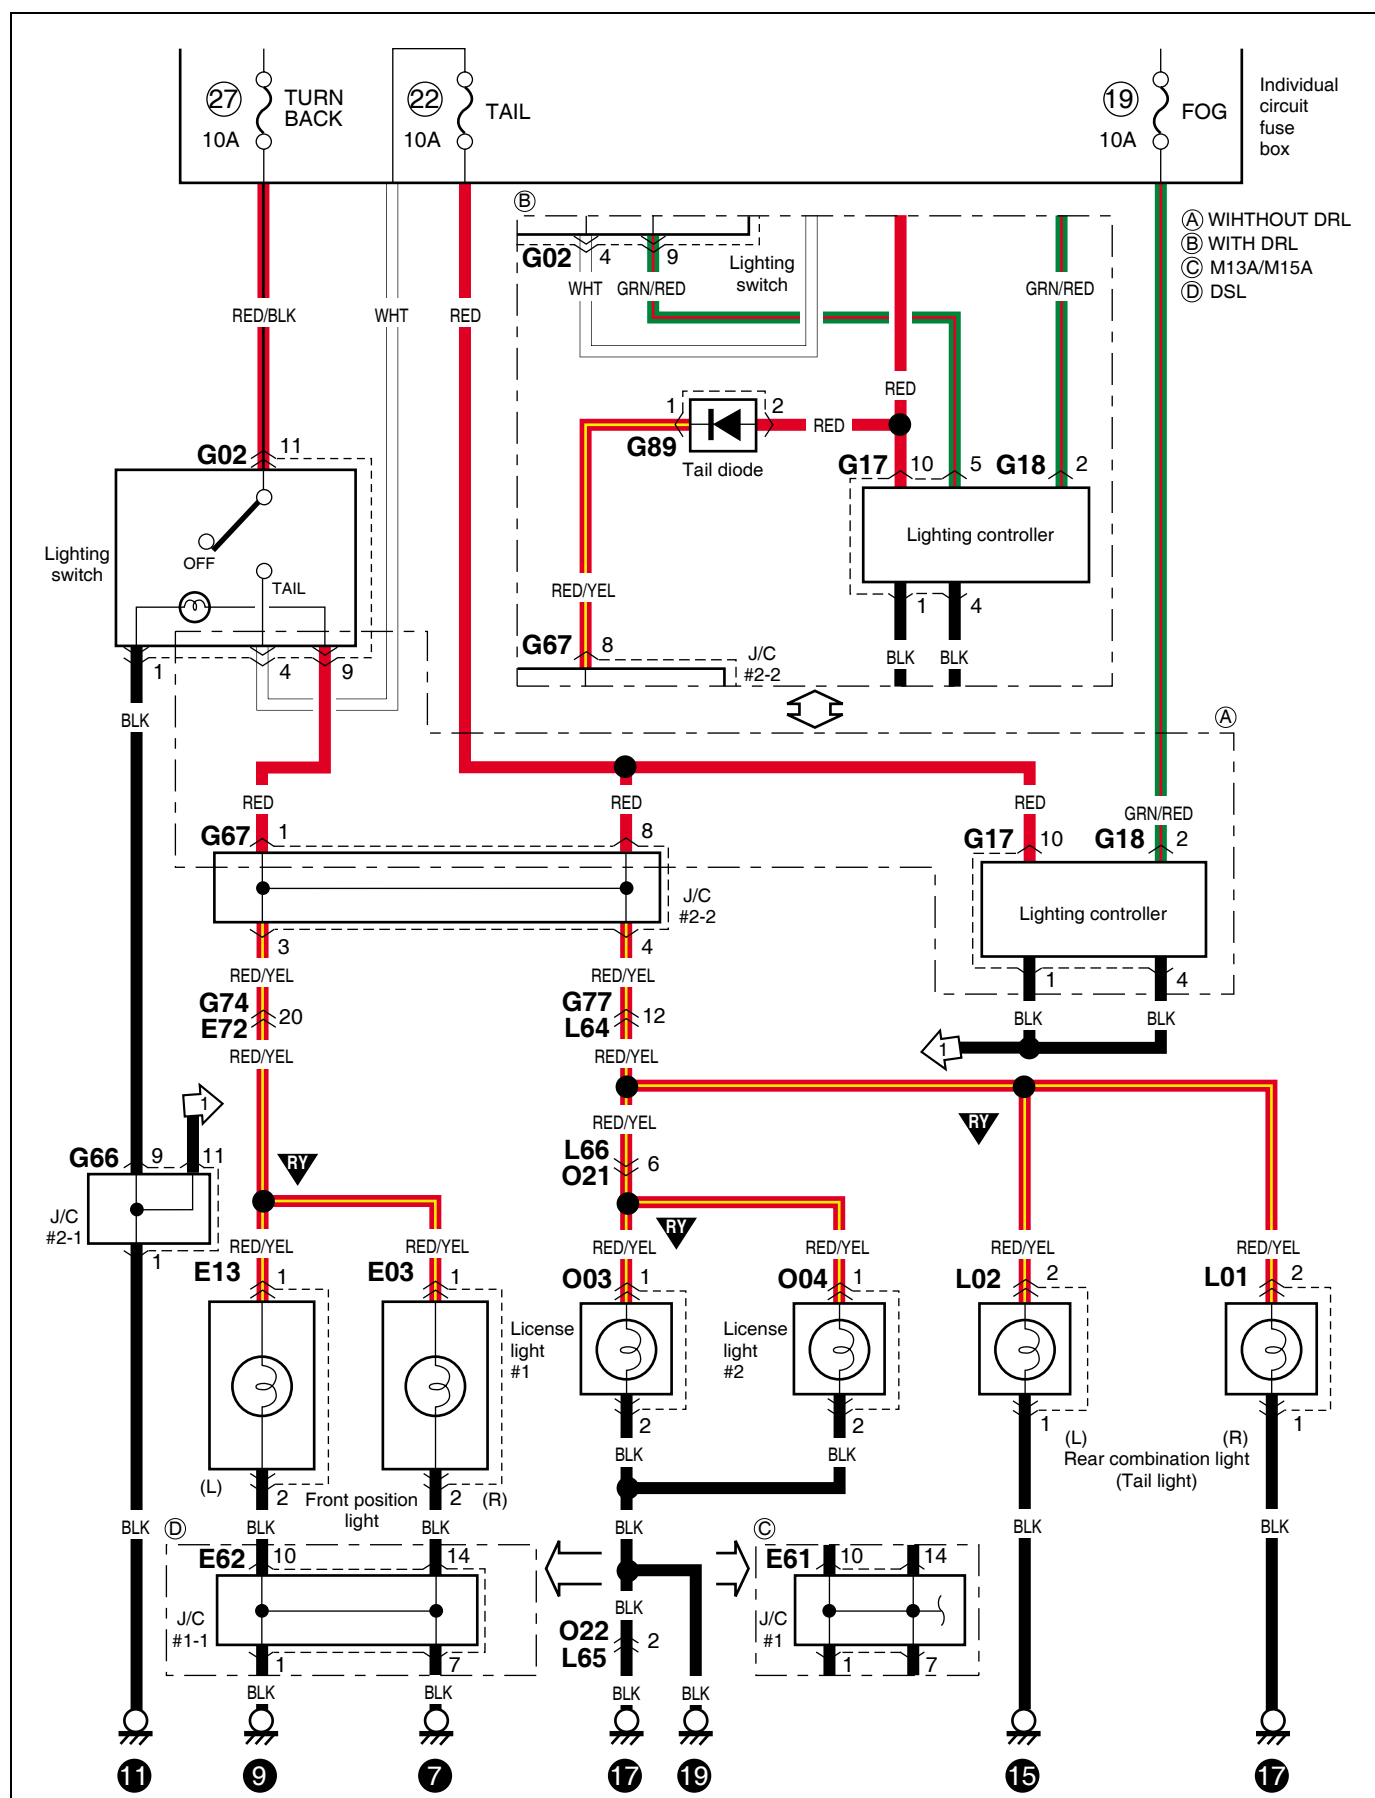 27
TURN
BACK
10A
22
TAIL
10A
19
FOG
10A
Individual
circuit
fuse
box
A WIHTHOUT DRL
B WITH DRL
C M13A/M15A
D DSL
B
G02 4 9
Lighting
switch
WHT GRN/RED GRN/RED
RED/BLK WHT RED
RED
1 2
RED
G89
Tail diode
G02 11
G17 10 5 G18 2
Lighting controller
Lighting
switch
OFF
TAIL
RED/YEL
1 4
G67 8
J/C
#2-2
BLK BLK
1 4 9
BLK
A
RED RED RED
GRN/RED
G67 1 8
G17 10 G18 2
J/C
#2-2
Lighting controller
3 4
RED/YEL RED/YEL
1 4
G74
E72
20
G77
L64
12
BLK BLK
RED/YEL RED/YEL
1
1
RED/YEL
RY
L66
O21
6
G66 9 11
RY
J/C
#2-1
RY
1
RED/YEL RED/YEL RED/YEL RED/YEL RED/YEL RED/YEL
E13 1 E03 1 O03 1 O04 1 L02 2 L01 2
License
light
#1
License
light
#2
2 2
1 1
(L) (R)
Rear combination light
(Tail light)
BLK BLK
(L) 2 Front position
light
2 (R)
BLK BLK BLK BLK BLK BLK
D
C
E62 10 14
E61 10 14
J/C
#1-1
BLK
O22
L65
2
J/C
#1
1 7
1 7
BLK BLK BLK BLK
11 9 7 17 19 15 17